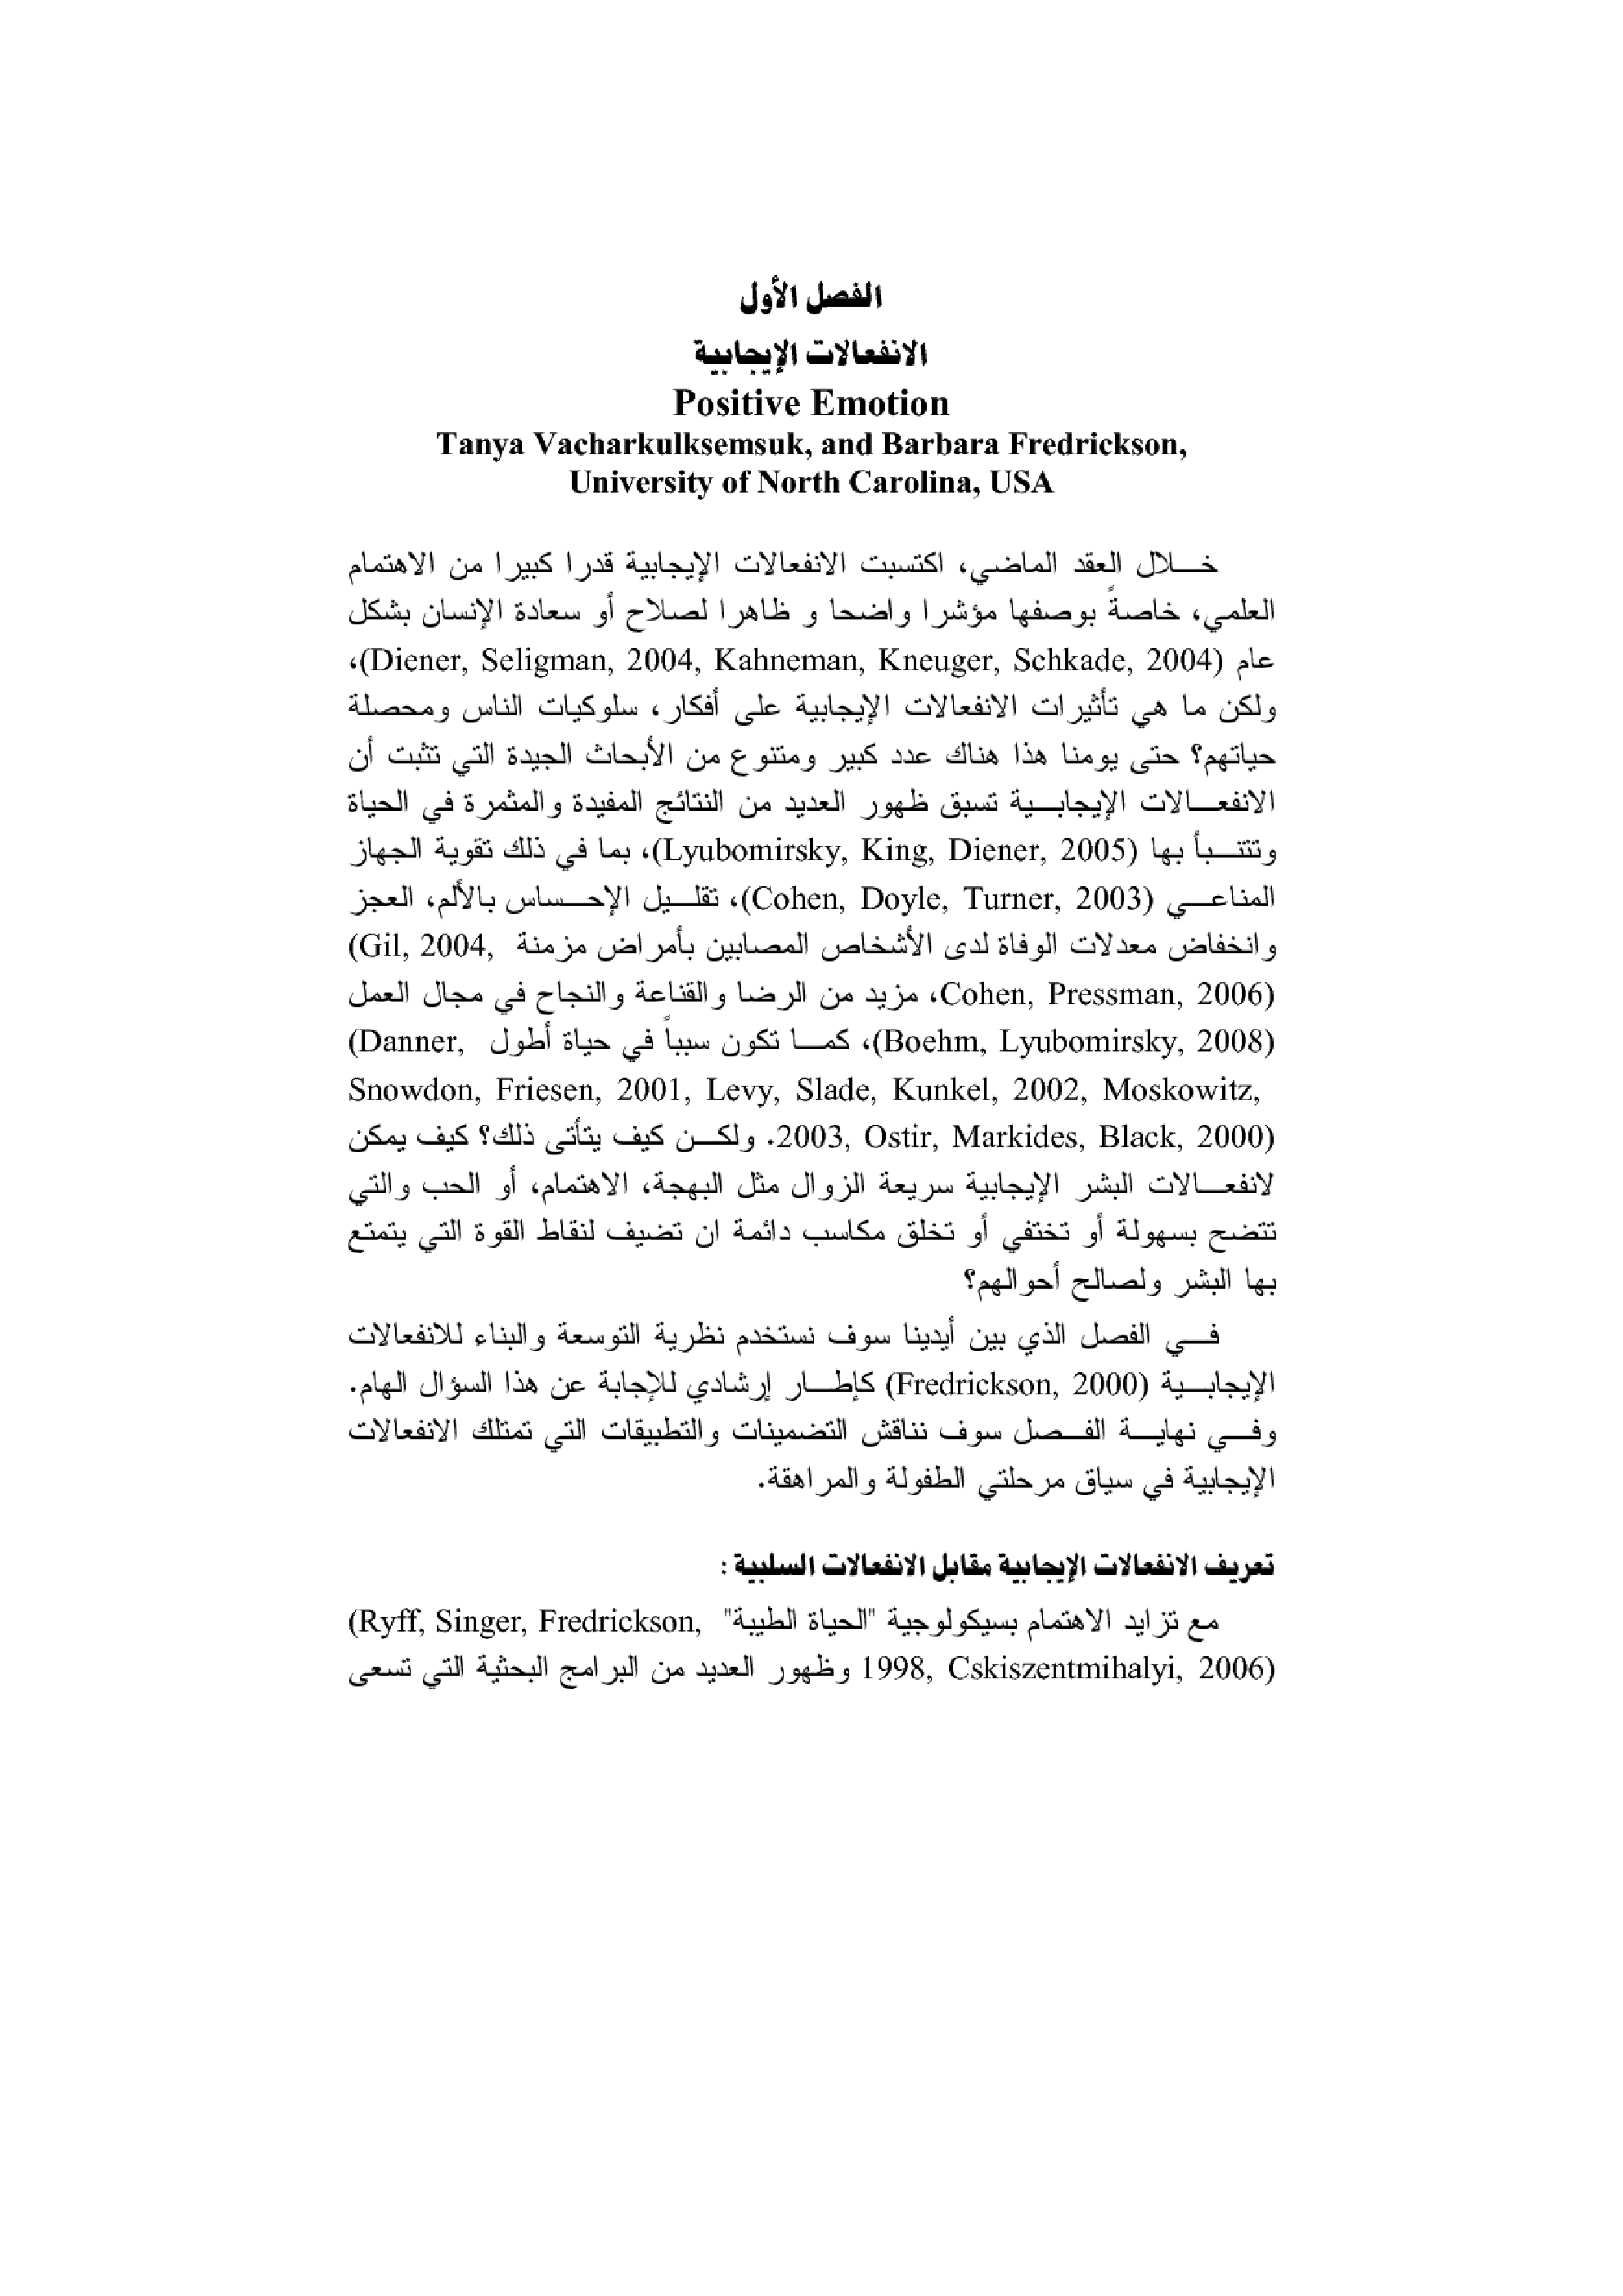 الفصل الأول
الانفعالات الإيجابية
Positive Emotion
Tanya Vacharkulksemsuk, and Barbara Fredrickson,
University of North Carolina, USA
خلال العقد الماضي، اكتسبت الانفعالات الإيجابية قدرا كبيرا من الاهتمام
العلمي، خاصةً بوصفها مؤشرا واضحا و ظاهرا لصلاح أو سعادة الإنسان بشكل
عام (Diener, Seligman, 2004, Kahneman, Kneuger, Schkade, 2004)،
ولكن ما هي تأثيرات الانفعالات الإيجابية على أفكار، سلوكيات الناس ومحصلة
حياتهم؟ حتى يومنا هذا هناك عدد كبير ومتنوع من الأبحاث الجيدة التي تثبت أن
الانفعالات الإيجابية تسبق ظهور العديد من النتائج المفيدة والمثمرة في الحياة
وتتنبأ بها (Lyubomirsky, King, Diener, 2005)، بما في ذلك تقوية الجهاز
المناعي (Cohen, Doyle, Turner, 2003)، تقليل الإحساس بالألم، العجز
وانخفاض معدلات الوفاة لدى الأشخاص المصابين بأمراض مزمنة (Gil, 2004,
Cohen, Pressman, 2006)، مزيد من الرضا والقناعة والنجاح في مجال العمل
(Boehm, Lyubomirsky, 2008)، كما تكون سبباً في حياة أطول (Danner,
Snowdon, Friesen, 2001, Levy, Slade, Kunkel, 2002, Moskowitz,
2003, Ostir, Markides, Black, 2000). ولكن كيف يتأتى ذلك؟ كيف يمكن
لانفعالات البشر الإيجابية سريعة الزوال مثل البهجة، الاهتمام، أو الحب والتي
تتضح بسهولة أو تختفي أو تخلق مكاسب دائمة ان تضيف لنقاط القوة التي يتمتع
بها البشر ولصالح أحوالهم؟
في الفصل الذي بين أيدينا سوف نستخدم نظرية التوسعة والبناء للانفعالات
الإيجابية (Fredrickson, 2000) كإطار إرشادي للإجابة عن هذا السؤال الهام.
وفي نهاية الفصل سوف نناقش التضمينات والتطبيقات التي تمتلك الانفعالات
الإيجابية في سياق مرحلتي الطفولة والمراهقة.
تعريف الانفعالات الإيجابية مقابل الانفعالات السلبية :
مع تزايد الاهتمام بسيكولوجية "الحياة الطيبة" (Ryff, Singer, Fredrickson,
1998, Cskiszentmihalyi, 2006) وظهور العديد من البرامج البحثية التي تسعى